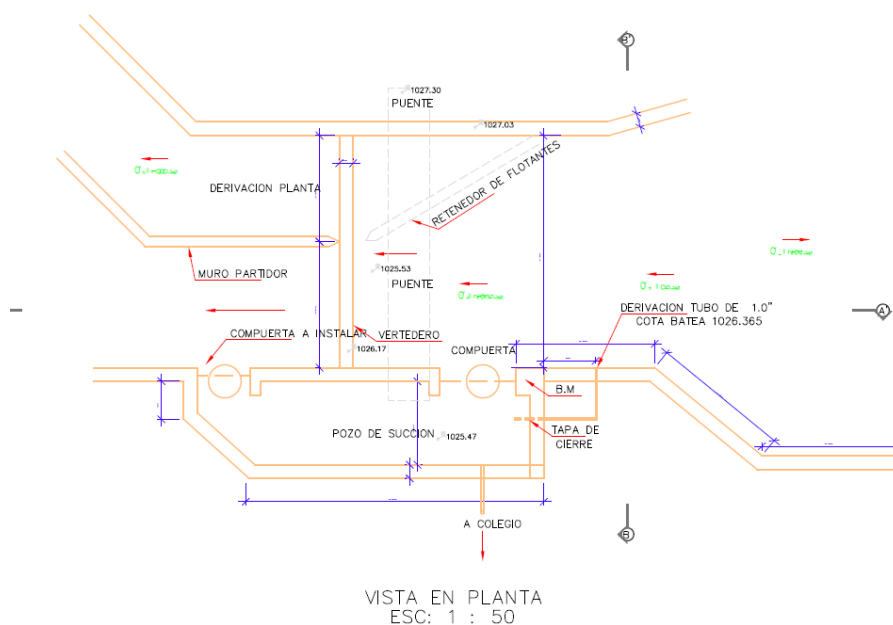 B'
1027.30
PUENTE
1027.03
DERIVACION PLANTA
RETENEDOR DE FLOTANTES
MURO PARTIDOR
1025.53
PUENTE
DERIVACION TUBO DE 1.0"
COTA BATEA 1026.365
A'
COMPUERTA A INSTALAR
VERTEDERO
1026.17
COMPUERTA
B.M
POZO DE SUCCION
1025.47
TAPA DE
CIERRE
A COLEGIO
B
VISTA EN PLANTA
ESC: 1 : 50